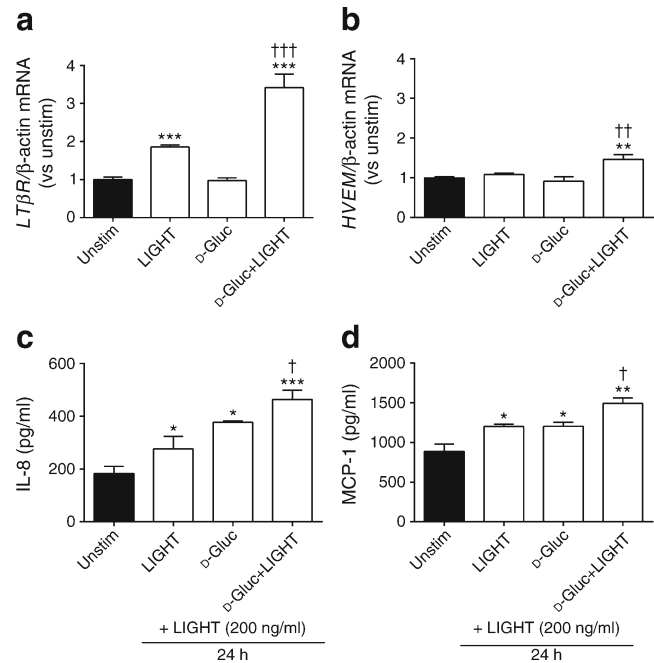 a
LTβR/β-actin mRNA
(vs unstim)
4
3
2
1
0
***
†††
***
Unstim
LIGHT
D-Gluc
D-Gluc+LIGHT
b
HVEM/β-actin mRNA
(vs unstim)
4
3
2
1
0
††
**
Unstim
LIGHT
D-Gluc
D-Gluc+LIGHT
c
IL-8 (pg/ml)
600
400
200
0
*
*
†
***
Unstim
LIGHT
D-Gluc
D-Gluc+LIGHT
+ LIGHT (200 ng/ml)
24 h
d
MCP-1 (pg/ml)
2000
1500
1000
500
0
*
*
†
**
Unstim
LIGHT
D-Gluc
D-Gluc+LIGHT
+ LIGHT (200 ng/ml)
24 h